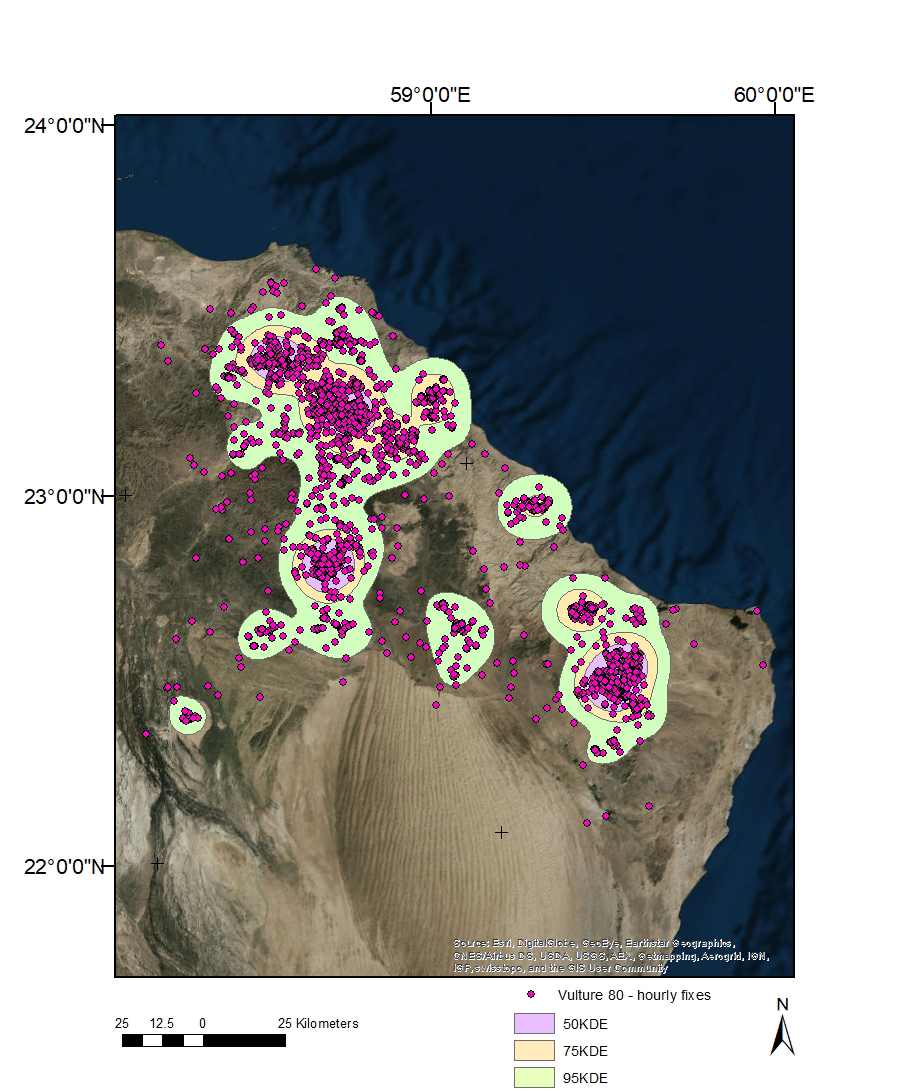 59°0'0"E 60°0'0"E
24°0'0"N
23°0'0"N
22°0'0"N
Source: Esri, DigitalGlobe, GeoEye, Earthstar Geographics,
CNES/Airbus DS, USDA, USGS, AEX, Getmapping, Aerogrid, IGN,
IGP, swisstopo, and the GIS User Community
Vulture 80 - hourly fixes
N
25 12.5 0 25 Kilometers
50KDE
75KDE
95KDE